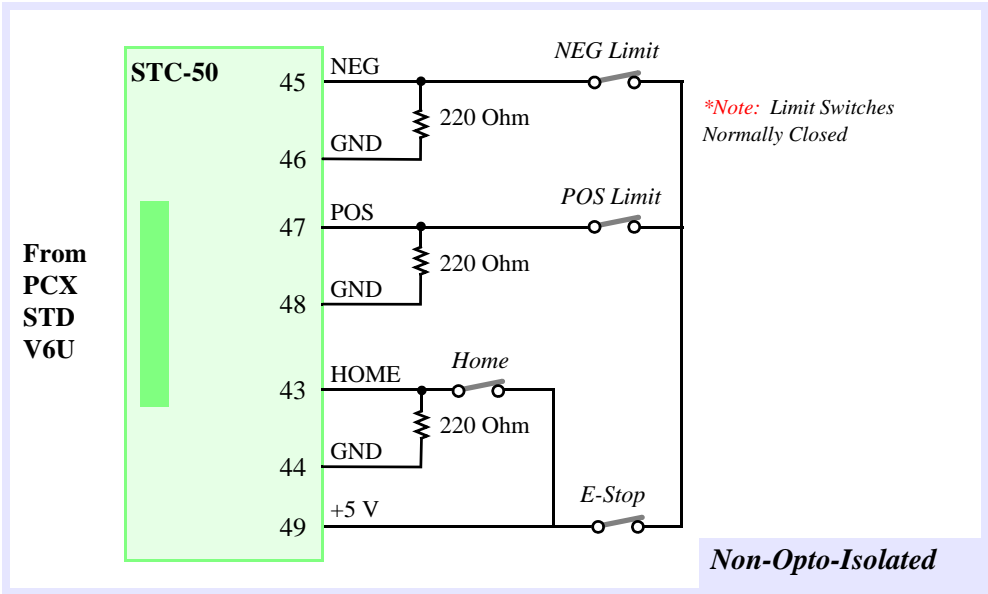 STC-50
From
PCX
STD
V6U
45 NEG
NEG Limit
220 Ohm
46 GND
*Note: Limit Switches
Normally Closed
47 POS
POS Limit
220 Ohm
48 GND
43 HOME
Home
220 Ohm
44 GND
49 +5 V
E-Stop
Non-Opto-Isolated